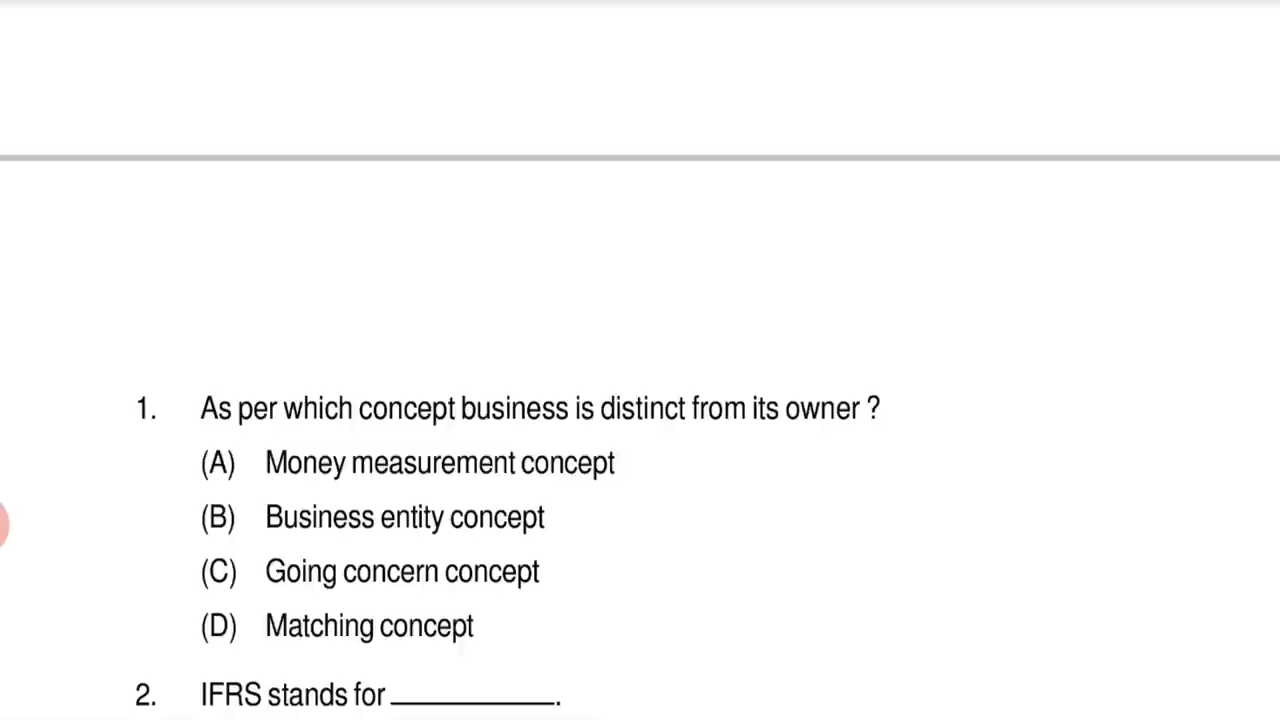 1. As per which concept business is distinct from its owner ?
(A) Money measurement concept
(B) Business entity concept
(C) Going concern concept
(D) Matching concept
2. IFRS stands for ____________.